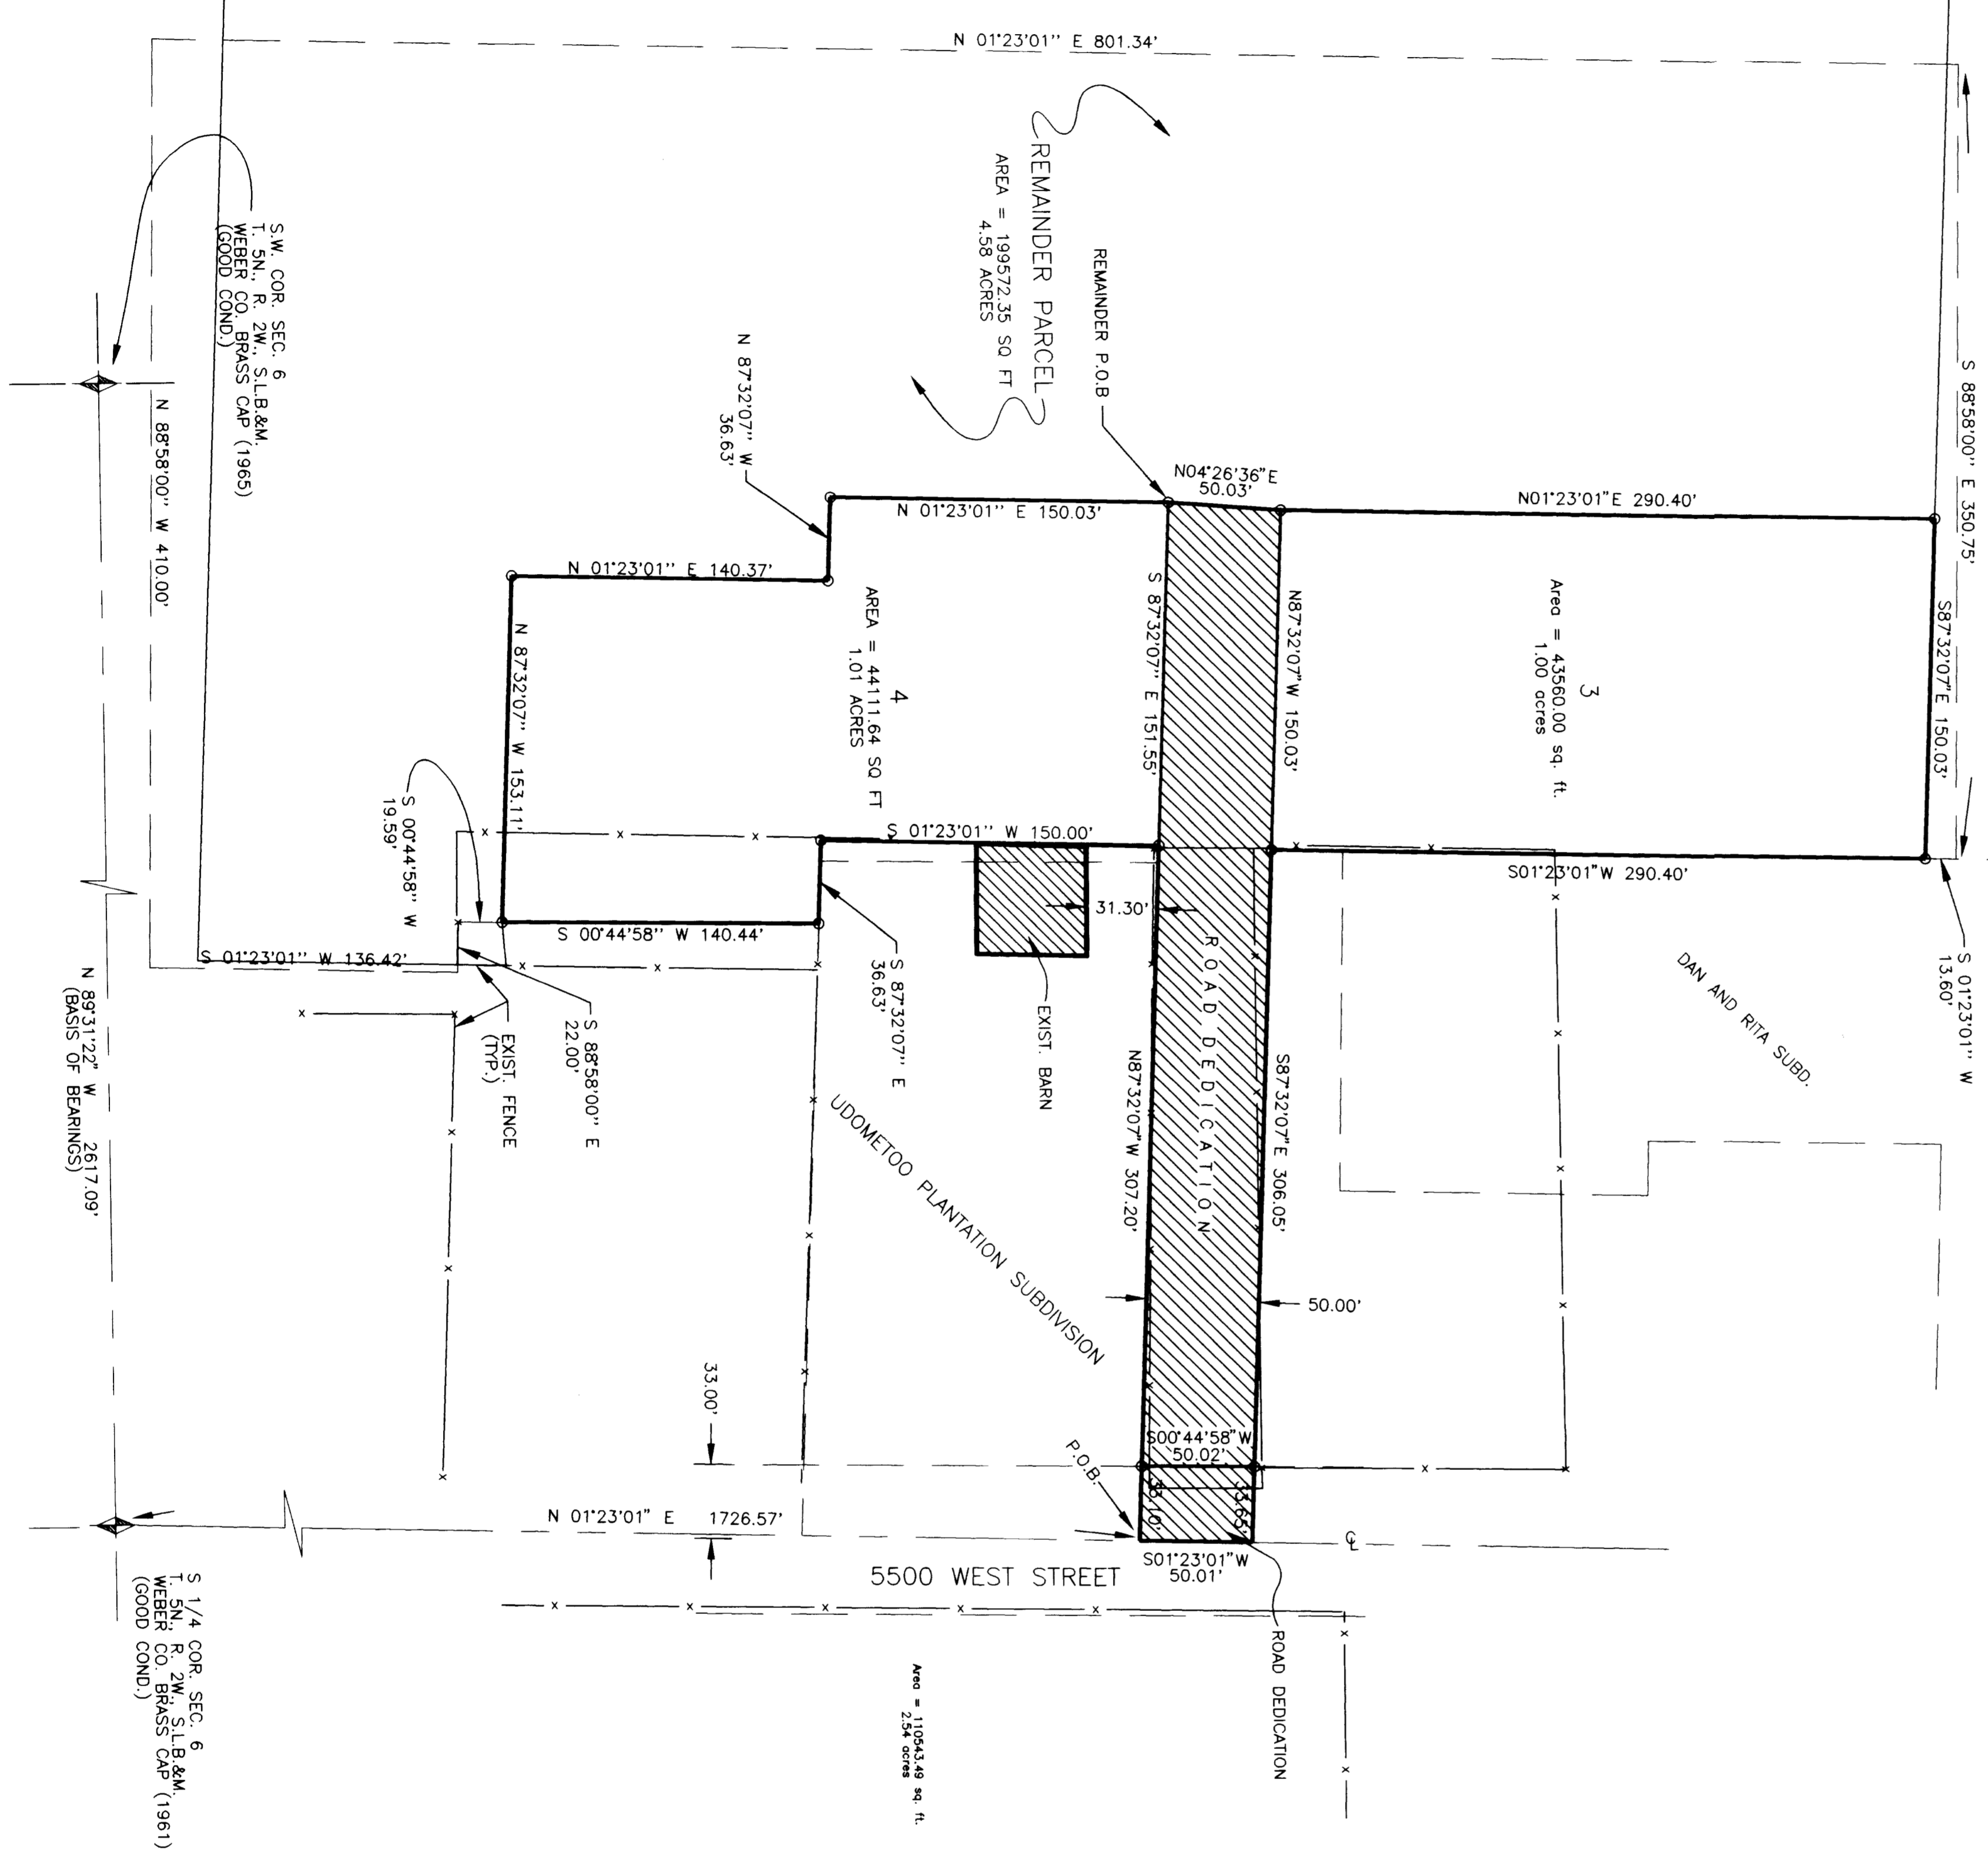 N 01°23'01'' E 801.34'
S 88°58'00'' E 350.75'
REMAINDER PARCEL
AREA = 199572.35 SQ FT
4.58 ACRES
REMAINDER P.O.B
S.W. COR. SEC. 6
T. 5N., R. 2W., S.L.B.&M.
WEBER CO. BRASS CAP (1965)
(GOOD COND.)
N 88°58'00'' W 410.00'
N 87°32'07'' W
36.63'
N04°26'36"E
50.03'
N01°23'01"E 290.40'
N 01°23'01'' E 150.03'
N 01°23'01'' E 140.37'
S 87°32'07'' E 151.55'
N87°32'07"W 150.03'
3
Area = 43560.00 sq. ft.
1.00 acres
S87°32'07"E 150.03'
4
AREA = 44111.64 SQ FT
1.01 ACRES
N 87°32'07'' W 153.11'
S 00°44'58'' W
19.59'
S 01°23'01'' W 150.00'
S01°23'01"W 290.40'
S 01°23'01'' W
13.60'
31.30'
S 00°44'58'' W 140.44'
S 01°23'01'' W 136.42'
S 87°32'07'' E
36.63'
EXIST. BARN
ROAD DEDICATION
DAN AND RITA SUBD.
S 88°58'00'' E
22.00'
EXIST. FENCE
(TYP.)
N 89°31'22" W 2617.09'
(BASIS OF BEARINGS)
UDOMETOO PLANTATION SUBDIVISION
N87°32'07"W 307.20'
S87°32'07"E 306.05'
50.00'
33.00'
S00°44'58"W
50.02'
P.O.B.
33.10'
33.65'
N 01°23'01" E 1726.57'
S01°23'01"W
50.01'
5500 WEST STREET
ROAD DEDICATION
S 1/4 COR. SEC. 6
T. 5N., R. 2W., S.L.B.&M.
WEBER CO. BRASS CAP (1961)
(GOOD COND.)
Area = 110543.49 sq. ft.
2.54 acres